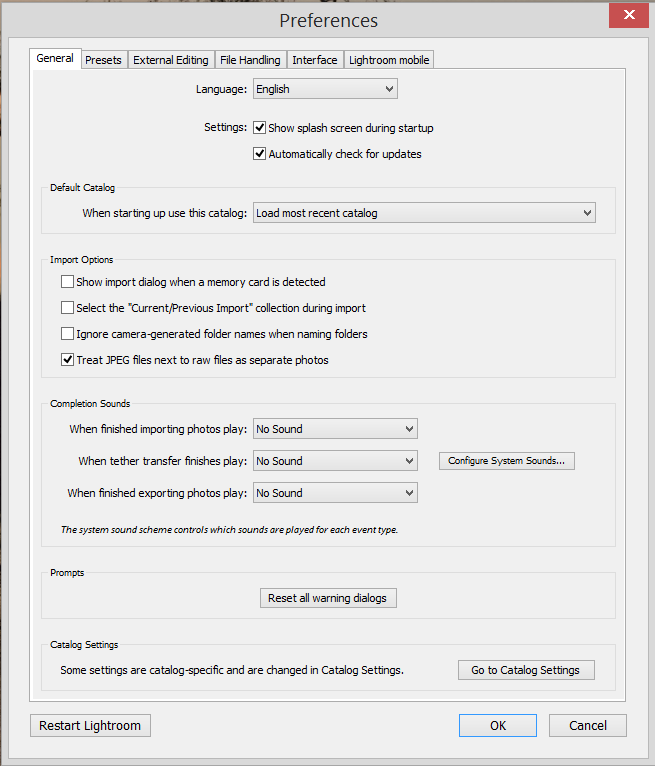 Preferences
General Presets External Editing File Handling Interface Lightroom mobile
Language: English
Settings: Show splash screen during startup
Automatically check for updates
Default Catalog
When starting up use this catalog: Load most recent catalog
Import Options
Show import dialog when a memory card is detected
Select the "Current/Previous Import" collection during import
Ignore camera-generated folder names when naming folders
Treat JPEG files next to raw files as separate photos
Completion Sounds
When finished importing photos play: No Sound
When tether transfer finishes play: No Sound Configure System Sounds...
When finished exporting photos play: No Sound
The system sound scheme controls which sounds are played for each event type.
Prompts
Reset all warning dialogs
Catalog Settings
Some settings are catalog-specific and are changed in Catalog Settings. Go to Catalog Settings
Restart Lightroom OK Cancel